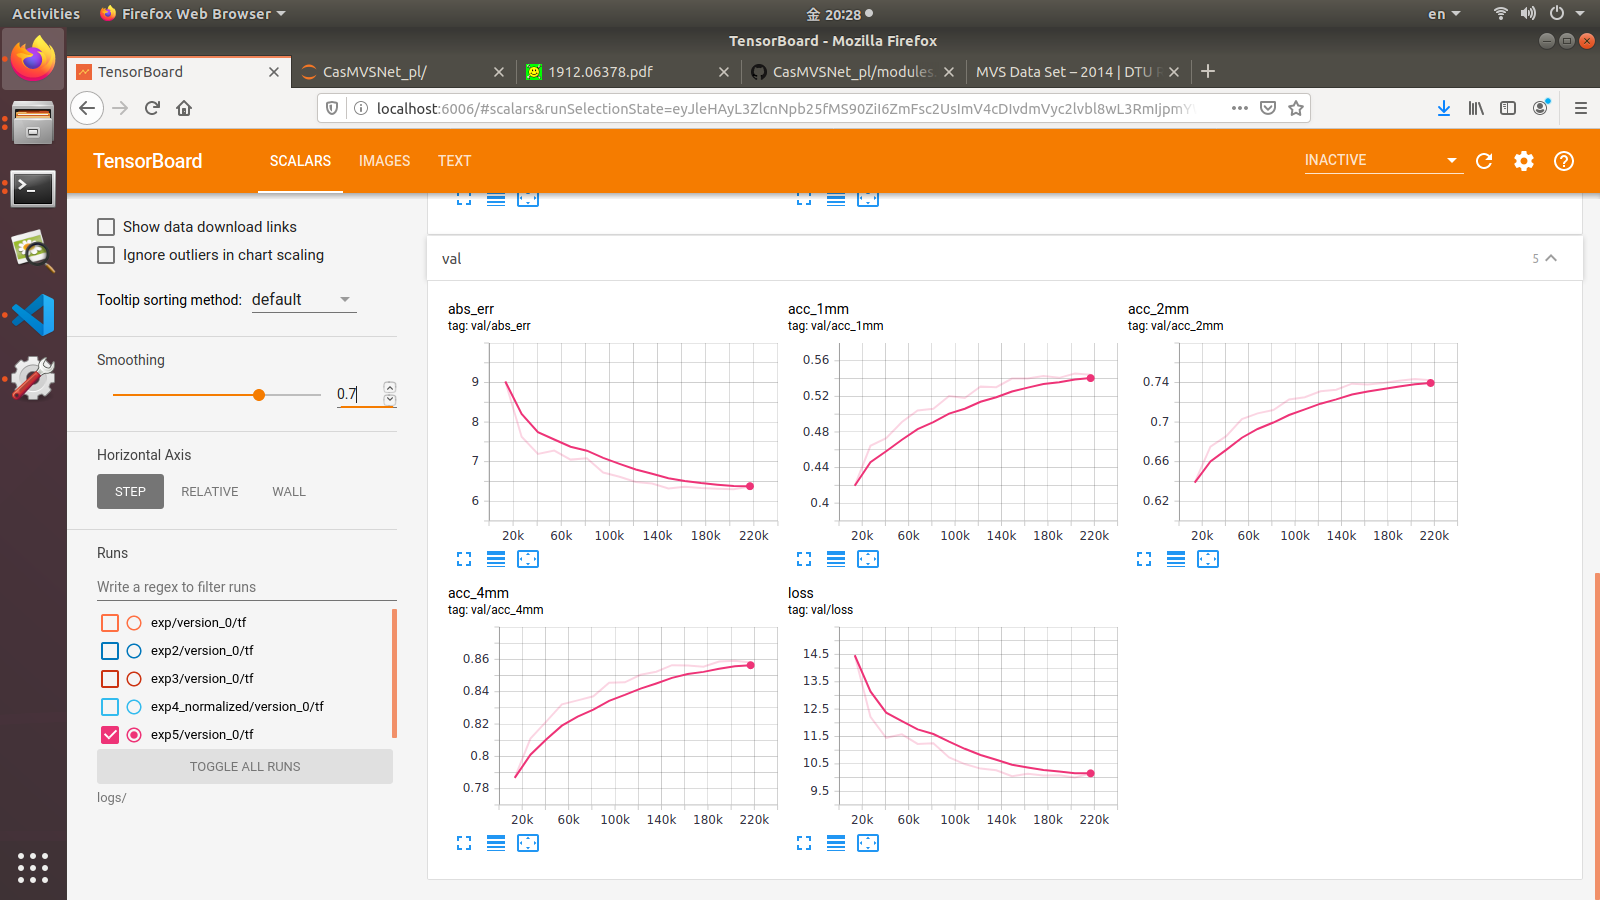 Activities Firefox Web Browser 金 20:28 en
TensorBoard - Mozilla Firefox
TensorBoard CasMVSNet_pl/ 1912.06378.pdf CasMVSNet_pl/modules. MVS Data Set – 2014 | DTU
localhost:6006/#scalars&runSelectionState=
TensorBoard SCALARS IMAGES TEXT INACTIVE
Show data download links
Ignore outliers in chart scaling
Tooltip sorting method: default
Smoothing
0.7
Horizontal Axis
STEP RELATIVE WALL
Runs
Write a regex to filter runs
exp/version_0/tf
exp2/version_0/tf
exp3/version_0/tf
exp4_normalized/version_0/tf
exp5/version_0/tf
TOGGLE ALL RUNS
logs/
val 5
abs_err
tag: val/abs_err
9
8
7
6
20k 60k 100k 140k 180k 220k
acc_1mm
tag: val/acc_1mm
0.56
0.52
0.48
0.44
0.4
20k 60k 100k 140k 180k 220k
acc_2mm
tag: val/acc_2mm
0.74
0.7
0.66
0.62
20k 60k 100k 140k 180k 220k
acc_4mm
tag: val/acc_4mm
0.86
0.84
0.82
0.8
0.78
20k 60k 100k 140k 180k 220k
loss
tag: val/loss
14.5
13.5
12.5
11.5
10.5
9.5
20k 60k 100k 140k 180k 220k